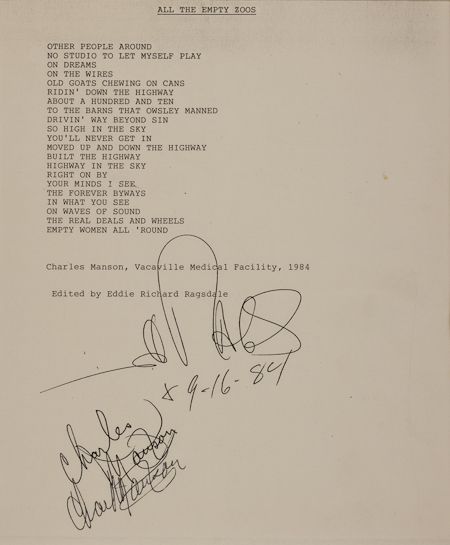 ALL THE EMPTY ZOOS
OTHER PEOPLE AROUND
NO STUDIO TO LET MYSELF PLAY
ON DREAMS
ON THE WIRES
OLD GOATS CHEWING ON CANS
RIDIN' DOWN THE HIGHWAY
ABOUT A HUNDRED AND TEN
TO THE BARNS THAT OWSLEY MANNED
DRIVIN' WAY BEYOND SIN
SO HIGH IN THE SKY
YOU'LL NEVER GET IN
MOVED UP AND DOWN THE HIGHWAY
BUILT THE HIGHWAY
HIGHWAY IN THE SKY
RIGHT ON BY
YOUR MINDS I SEE
THE FOREVER BYWAYS
IN WHAT YOU SEE
ON WAVES OF SOUND
THE REAL DEALS AND WHEELS
EMPTY WOMEN ALL 'ROUND
Charles Manson, Vacaville Medical Facility, 1984
Edited by Eddie Richard Ragsdale
9-16-84
Charles Manson
Charles Manson